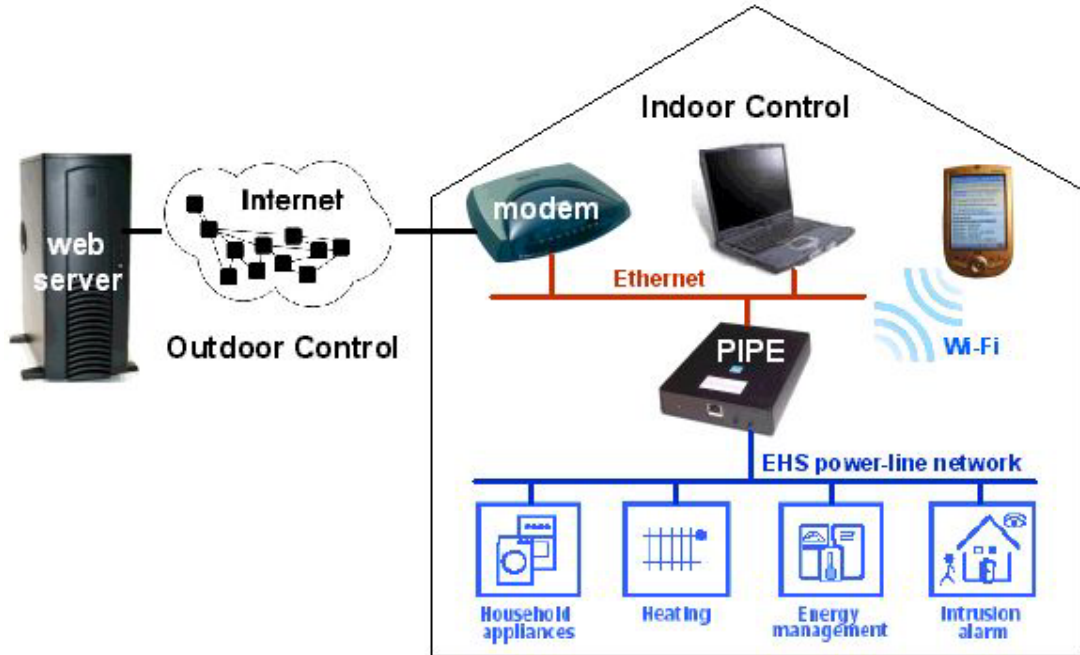 Indoor Control
web
server
Internet
modem
Ethernet
Outdoor Control
PIPE
Wi-Fi
EHS power-line network
Household
appliances
Heating
Energy
management
Intrusion
alarm